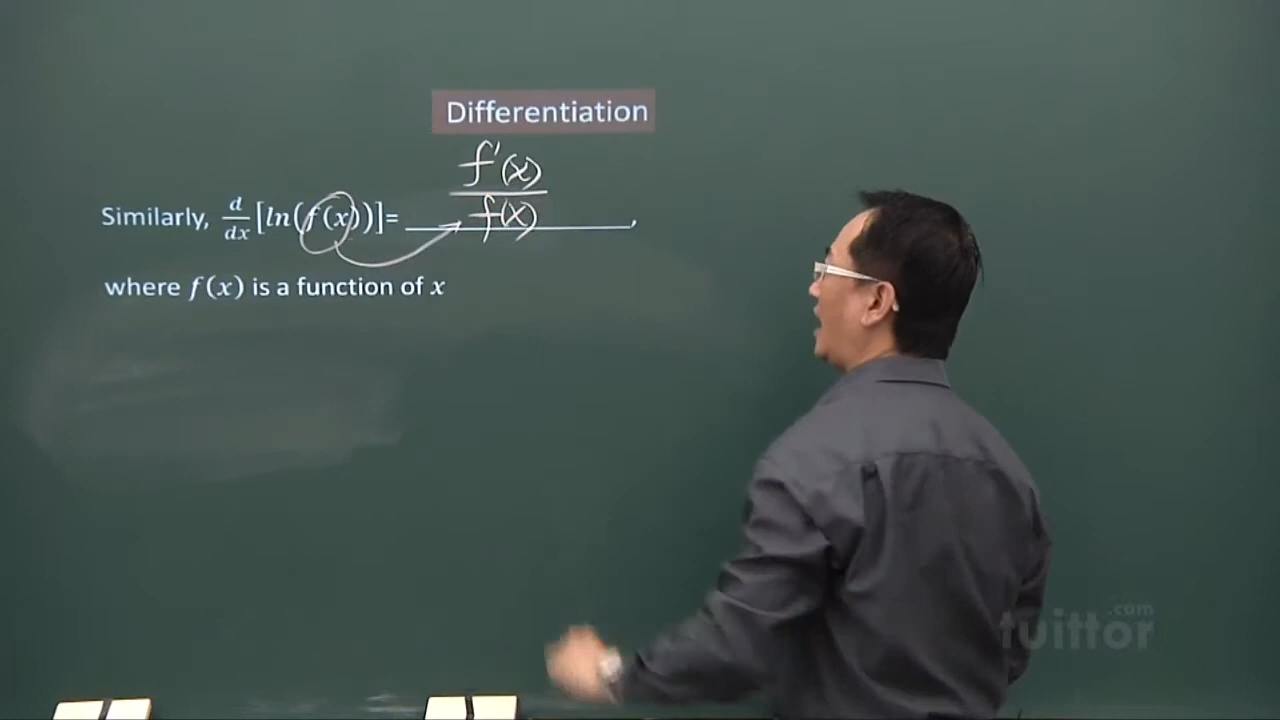 Differentiation
f'(x)
Similarly, d/dx [ln(f(x))]= f(x) ,
where f(x) is a function of x
tuittor.com